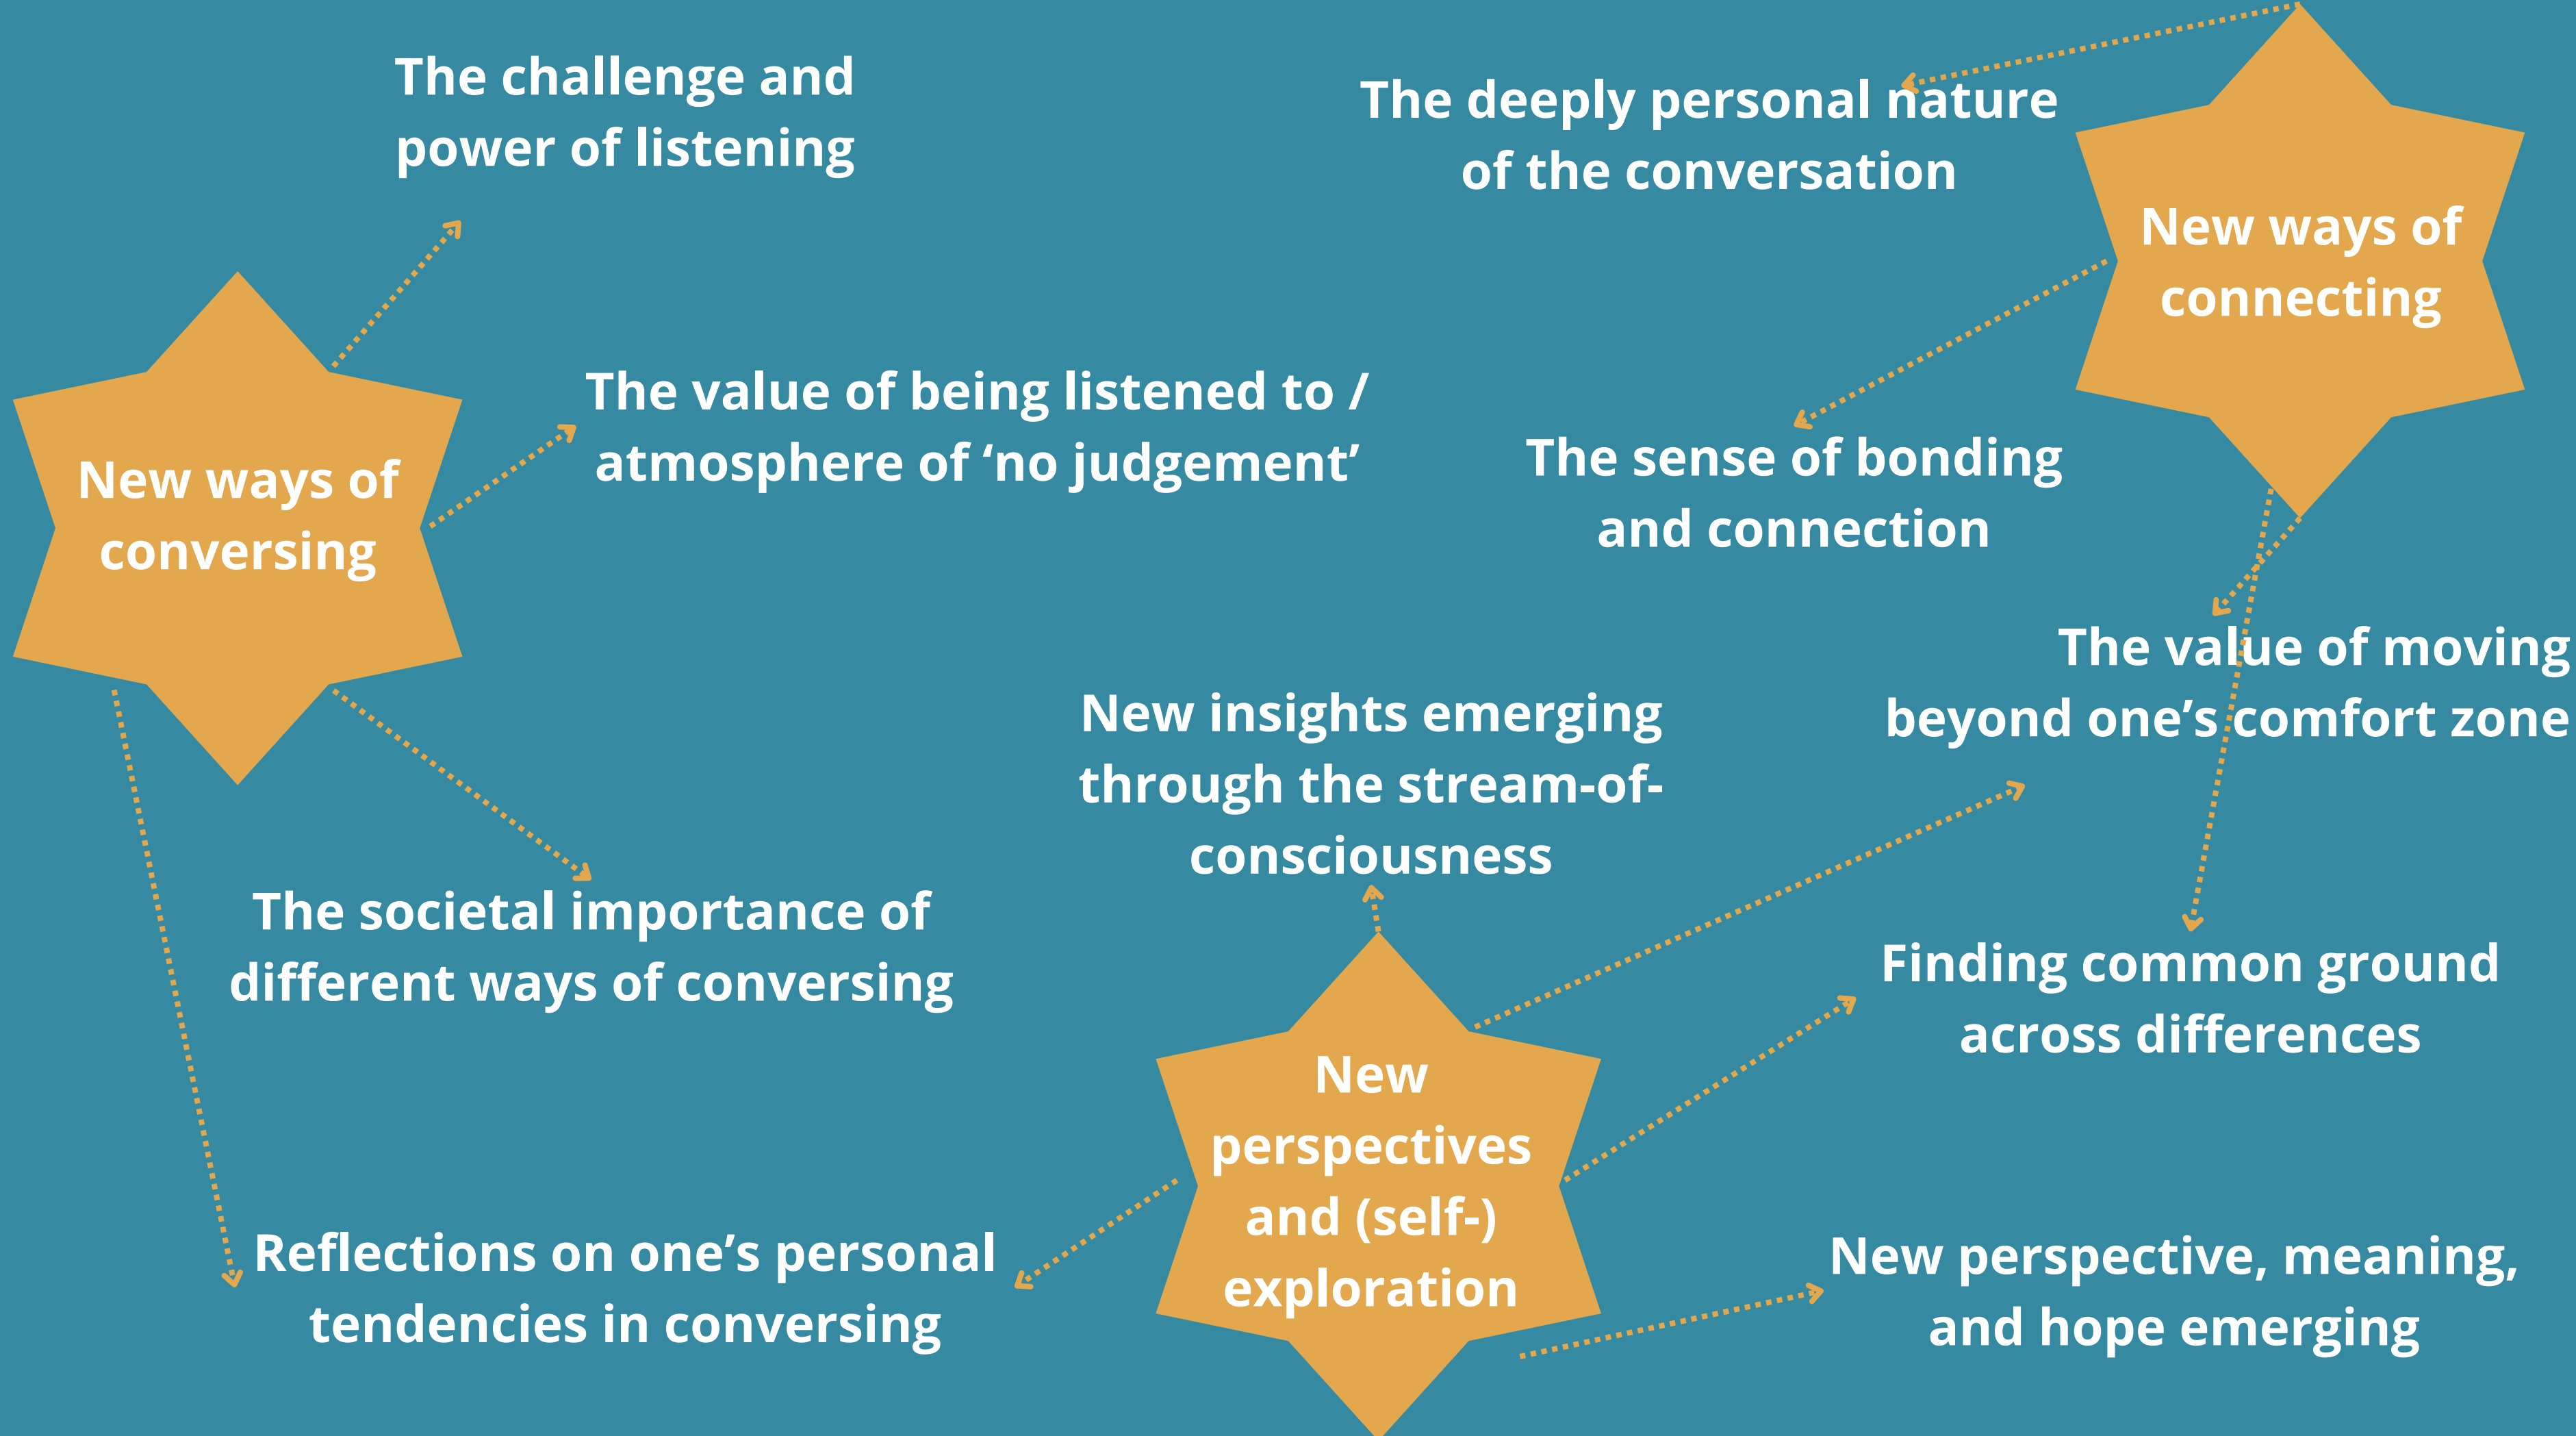 The challenge and
power of listening
The deeply personal nature
of the conversation
New ways of
connecting
The value of being listened to /
atmosphere of ‘no judgement’
New ways of
conversing
The sense of bonding
and connection
The value of moving
beyond one’s comfort zone
New insights emerging
through the stream-of-
consciousness
The societal importance of
different ways of conversing
Finding common ground
across differences
New
perspectives
and (self-)
exploration
Reflections on one’s personal
tendencies in conversing
New perspective, meaning,
and hope emerging